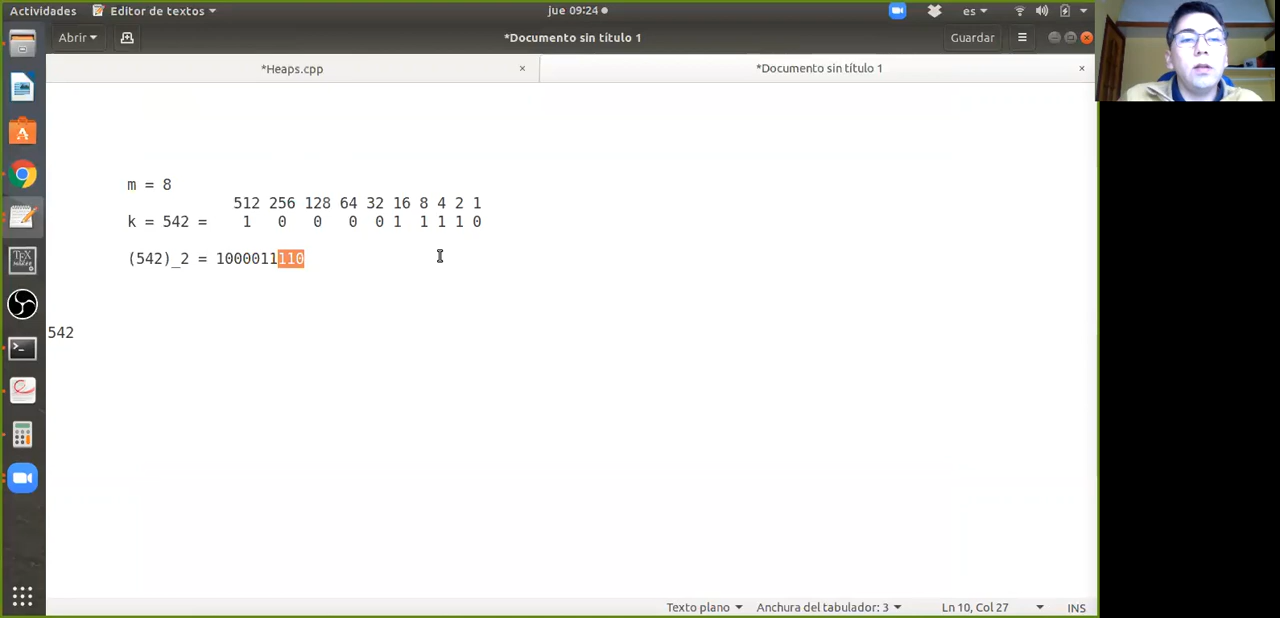 Actividades Editor de textos jue 09:24 es
Abrir *Documento sin título 1 Guardar
*Heaps.cpp × *Documento sin título 1 ×
m = 8
512 256 128 64 32 16 8 4 2 1
k = 542 = 1 0 0 0 0 1 1 1 1 0
(542)_2 = 1000011110
542
Texto plano Anchura del tabulador: 3 Ln 10, Col 27 INS